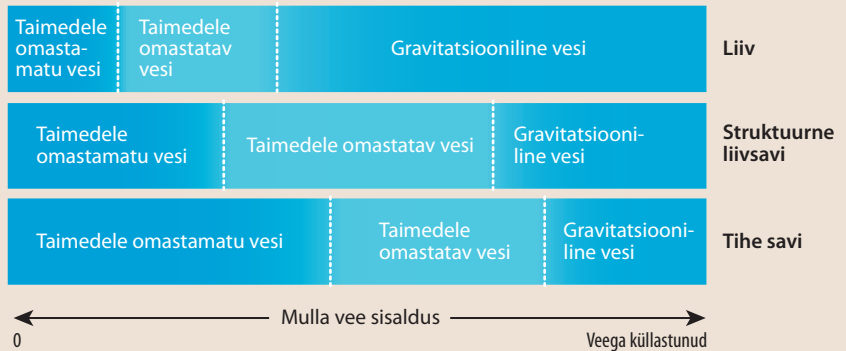 Taimedele
omasta-
matu vesi
Taimedele
omastatav
vesi
Gravitatsiooniline vesi
Liiv
Taimedele
omastamatu vesi
Taimedele omastatav vesi
Gravitatsiooni-
line vesi
Struktuurne
liivsavi
Taimedele omastamatu vesi
Taimedele
omastatav vesi
Gravitatsiooni-
line vesi
Tihe savi
Mulla vee sisaldus
0
Veega küllastunud